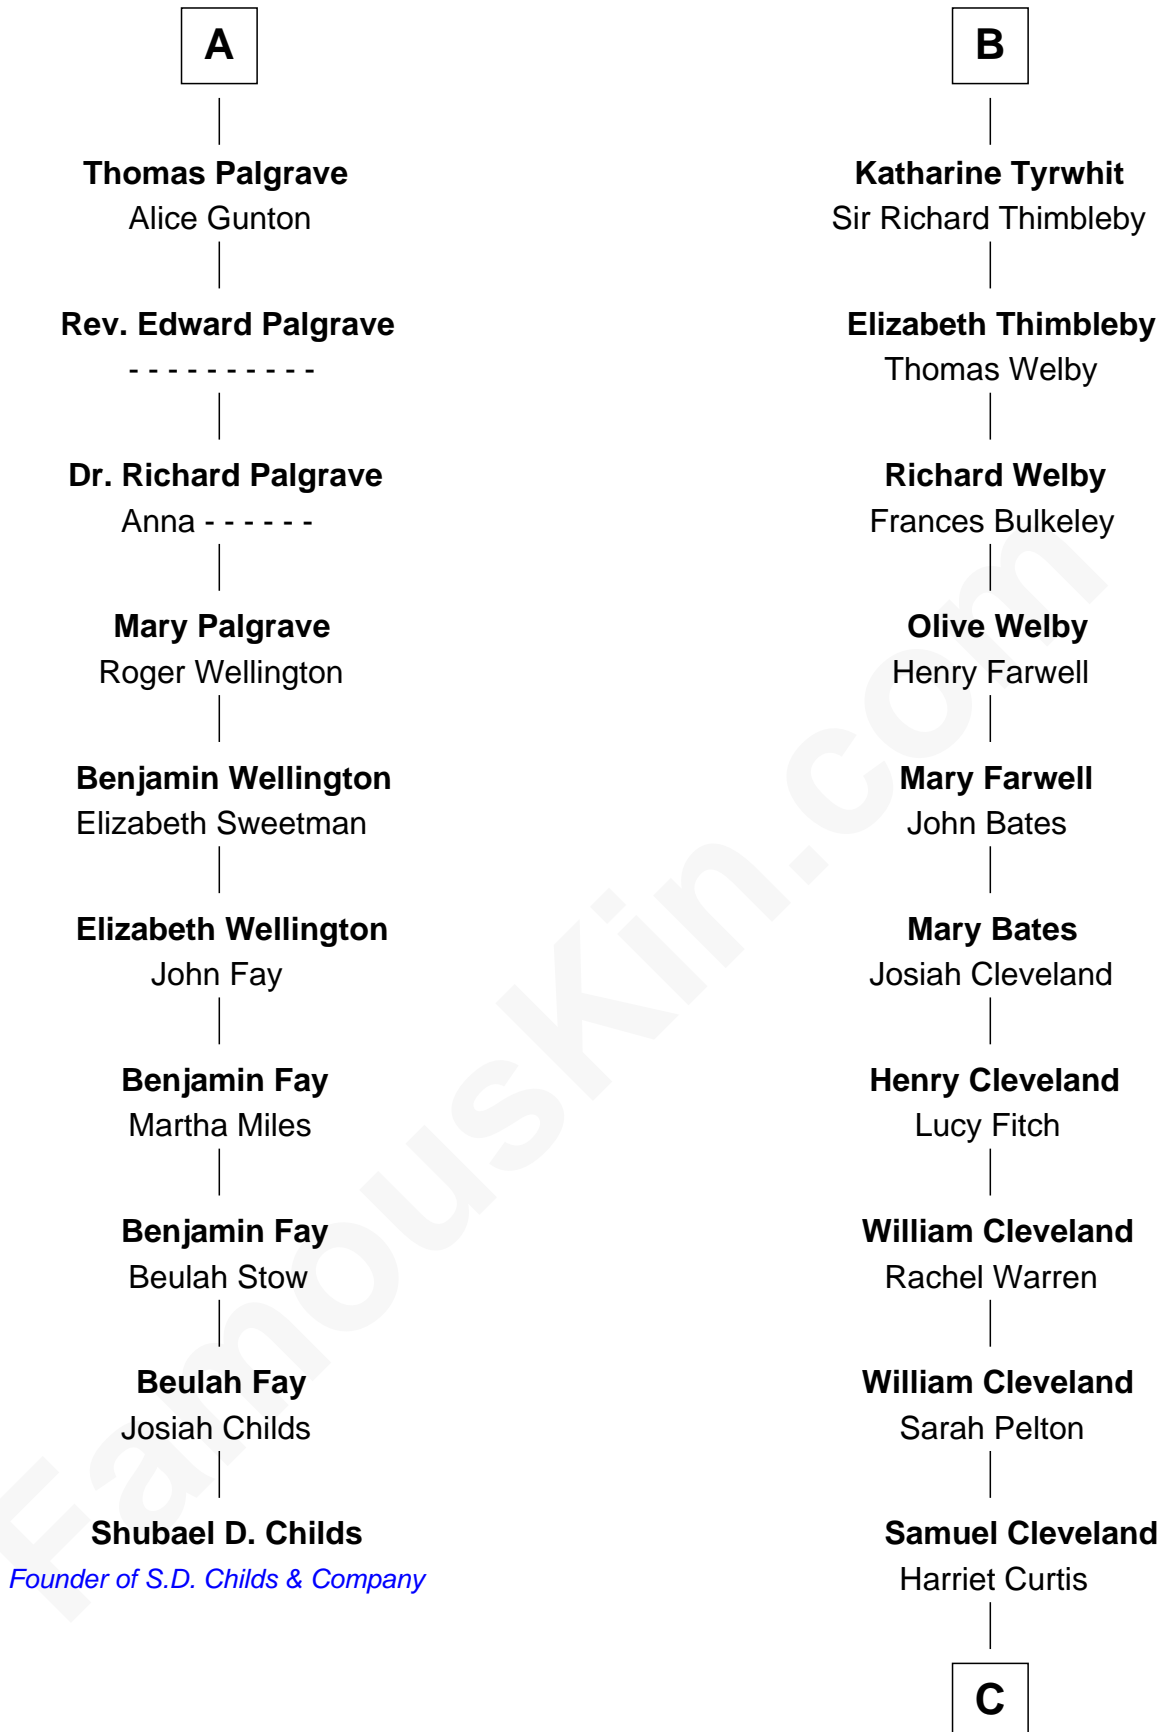 A
Thomas Palgrave
Alice Gunton
Rev. Edward Palgrave
- - - - - - - - - -
Dr. Richard Palgrave
Anna - - - - - -
Mary Palgrave
Roger Wellington
Benjamin Wellington
Elizabeth Sweetman
Elizabeth Wellington
John Fay
Benjamin Fay
Martha Miles
Benjamin Fay
Beulah Stow
Beulah Fay
Josiah Childs
Shubael D. Childs
Founder of S.D. Childs & Company
B
Katharine Tyrwhit
Sir Richard Thimbleby
Elizabeth Thimbleby
Thomas Welby
Richard Welby
Frances Bulkeley
Olive Welby
Henry Farwell
Mary Farwell
John Bates
Mary Bates
Josiah Cleveland
Henry Cleveland
Lucy Fitch
William Cleveland
Rachel Warren
William Cleveland
Sarah Pelton
Samuel Cleveland
Harriet Curtis
C
FamousKin.com